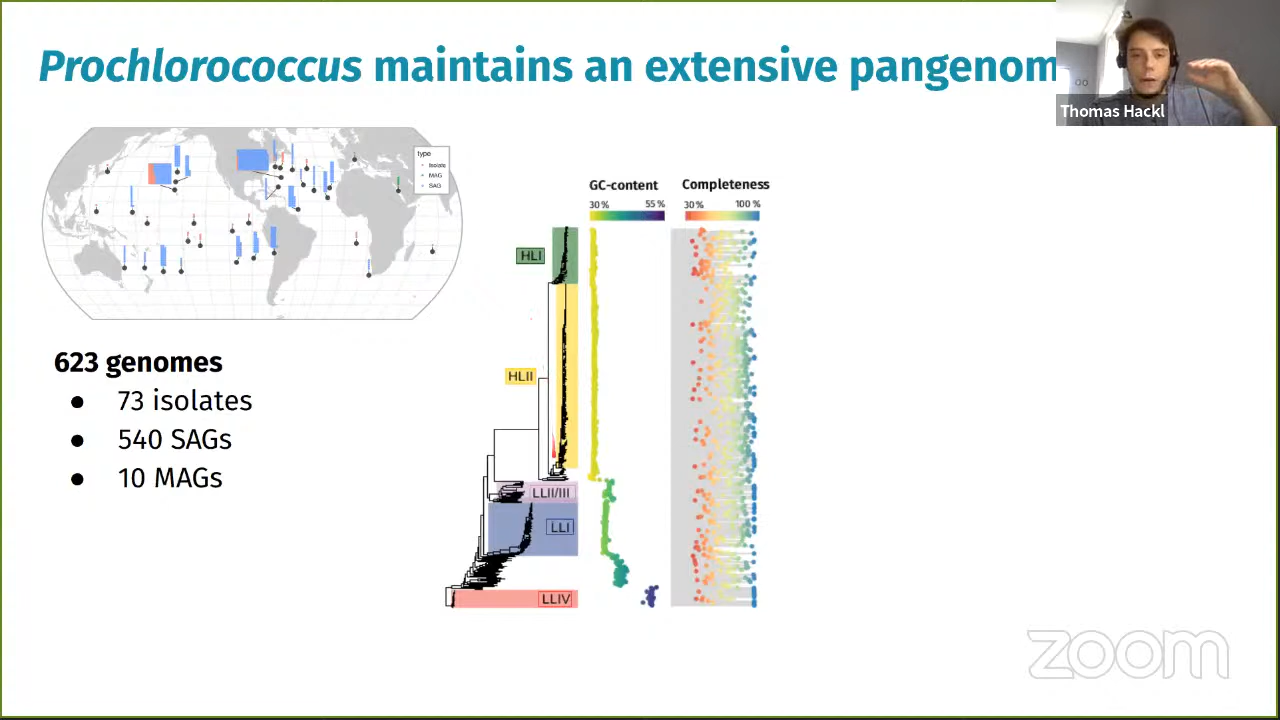 Prochlorococcus maintains an extensive pangenom
Thomas Hackl
type
Isolate
MAG
SAG
GC-content
Completeness
30 %
55 %
30 %
100 %
HLI
HLII
LLII/III
LLI
LLIV
623 genomes
● 73 isolates
● 540 SAGs
● 10 MAGs
zoom